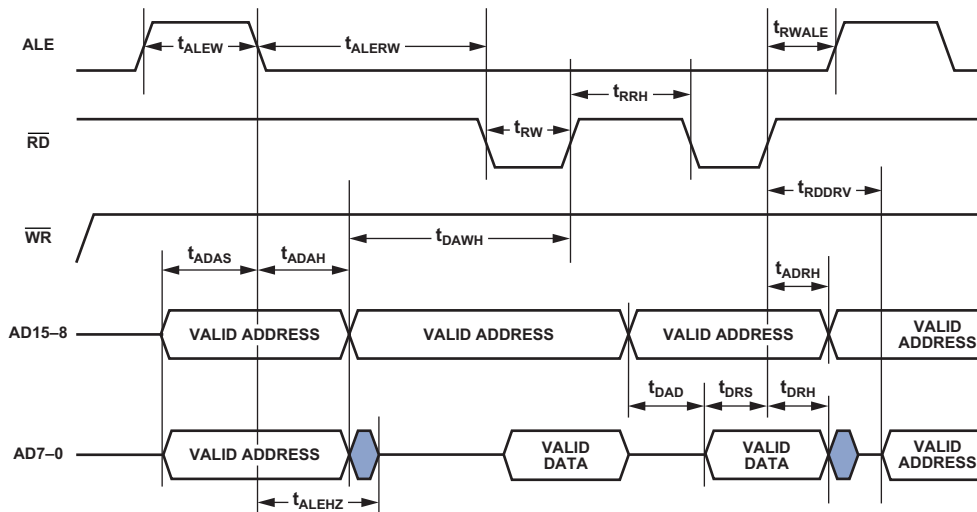 ALE
tALEW
tALERW
tRWALE
tRRH
RD
tRW
tRDDRV
WR
tDAWH
tADAS
tADAH
tADRH
AD15–8
VALID ADDRESS
VALID ADDRESS
VALID ADDRESS
VALID
ADDRESS
tDAD
tDRS
tDRH
AD7–0
VALID ADDRESS
VALID
DATA
VALID
DATA
VALID
ADDRESS
tALEHZ